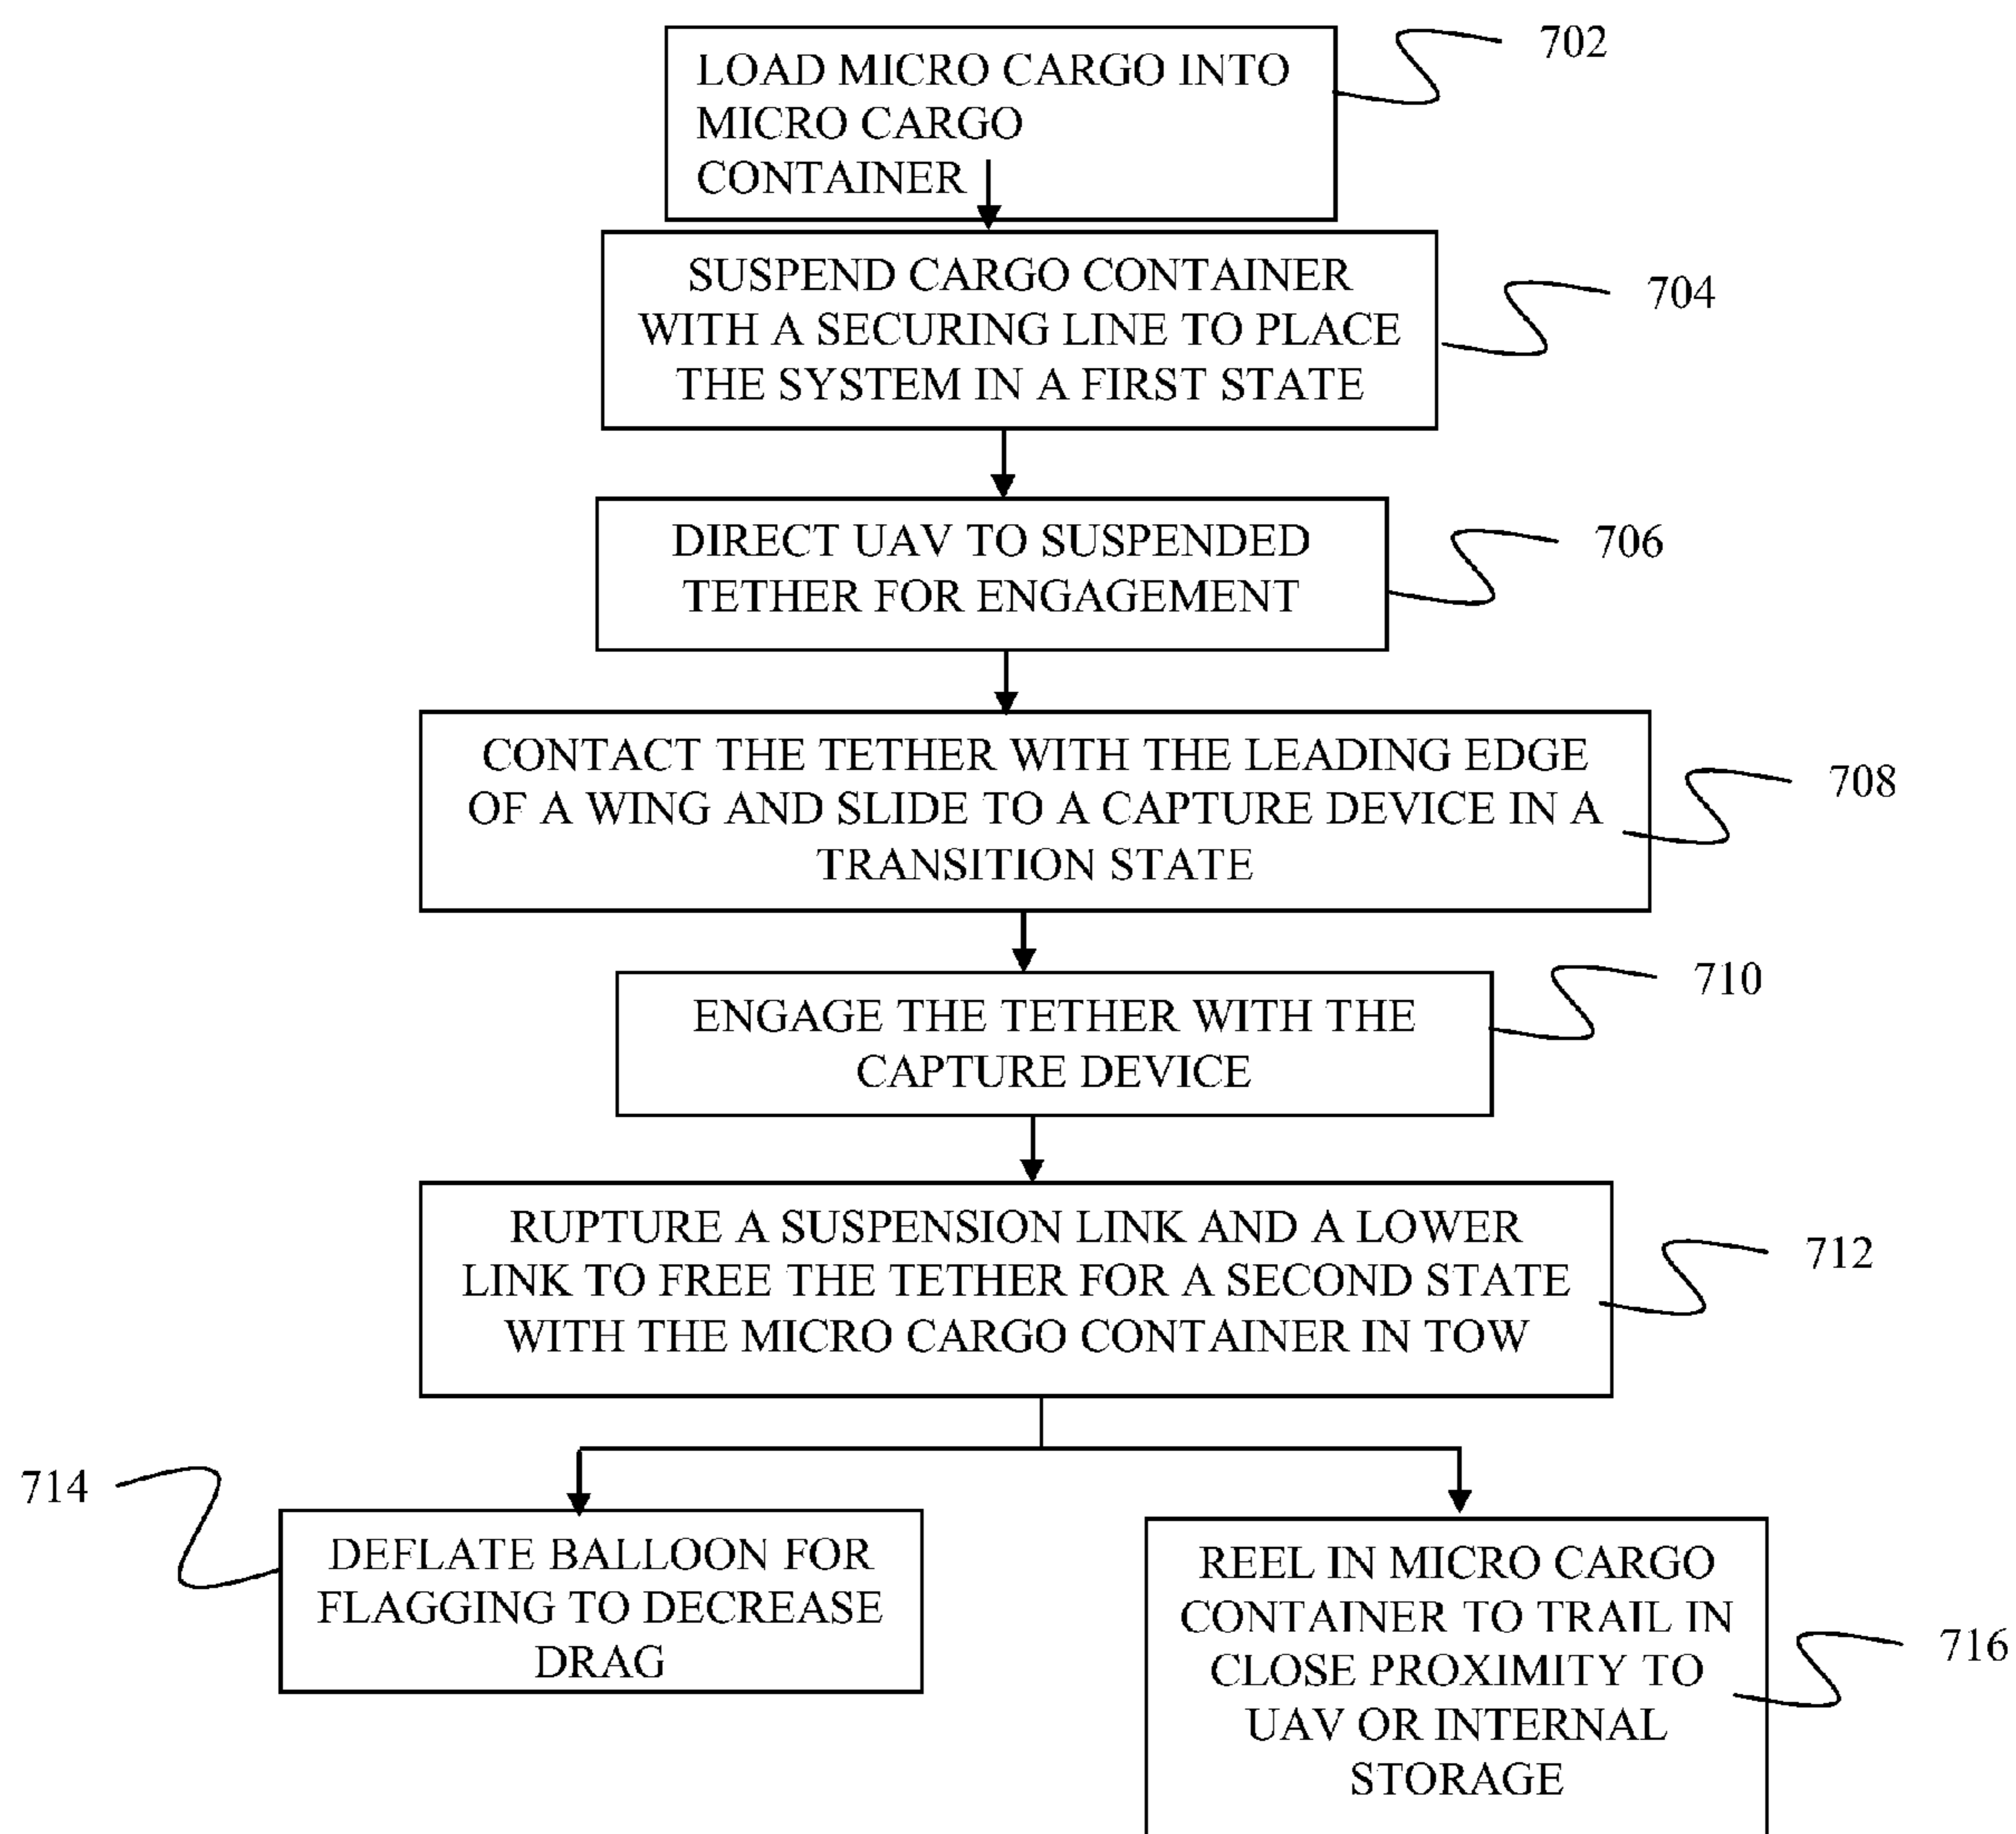 LOAD MICRO CARGO INTO
MICRO CARGO
CONTAINER
702
SUSPEND CARGO CONTAINER
WITH A SECURING LINE TO PLACE
THE SYSTEM IN A FIRST STATE
704
DIRECT UAV TO SUSPENDED
TETHER FOR ENGAGEMENT
706
CONTACT THE TETHER WITH THE LEADING EDGE
OF A WING AND SLIDE TO A CAPTURE DEVICE IN A
TRANSITION STATE
708
ENGAGE THE TETHER WITH THE
CAPTURE DEVICE
710
RUPTURE A SUSPENSION LINK AND A LOWER
LINK TO FREE THE TETHER FOR A SECOND STATE
WITH THE MICRO CARGO CONTAINER IN TOW
712
714
DEFLATE BALLOON FOR
FLAGGING TO DECREASE
DRAG
REEL IN MICRO CARGO
CONTAINER TO TRAIL IN
CLOSE PROXIMITY TO
UAV OR INTERNAL
STORAGE
716